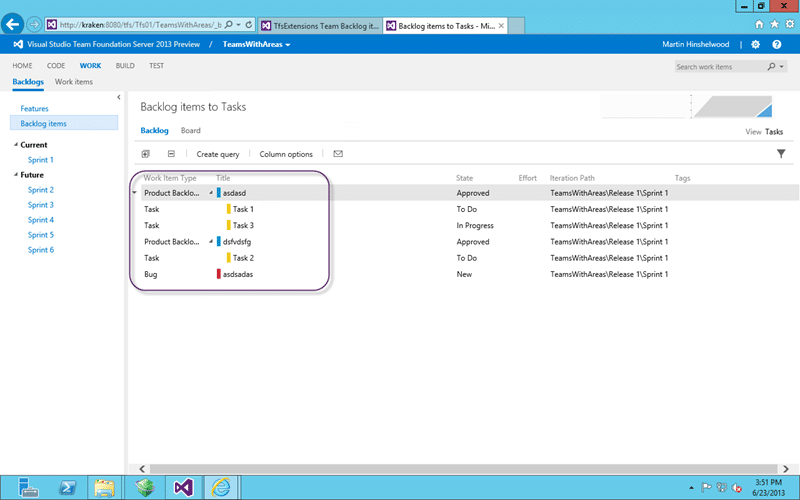 http://kraken:8080/tfs/Tfs01/TeamsWithAreas/_b
TfsExtensions Team Backlog it...
Backlog items to Tasks - Mi...
Visual Studio Team Foundation Server 2013 Preview / TeamsWithAreas
Martin Hinshelwood
HOME CODE WORK BUILD TEST
Search work items
Backlogs Work items
Features
Backlog items
Current
Sprint 1
Future
Sprint 2
Sprint 3
Sprint 4
Sprint 5
Sprint 6
Backlog items to Tasks
Backlog Board
View Tasks
Create query Column options
Work Item Type Title State Effort Iteration Path Tags
Product Backlo... asdasd Approved TeamsWithAreas\Release 1\Sprint 1
Task Task 1 To Do TeamsWithAreas\Release 1\Sprint 1
Task Task 3 In Progress TeamsWithAreas\Release 1\Sprint 1
Product Backlo... dsfvdsfg Approved TeamsWithAreas\Release 1\Sprint 1
Task Task 2 To Do TeamsWithAreas\Release 1\Sprint 1
Bug asdsadas New TeamsWithAreas\Release 1\Sprint 1
3:51 PM
6/23/2013